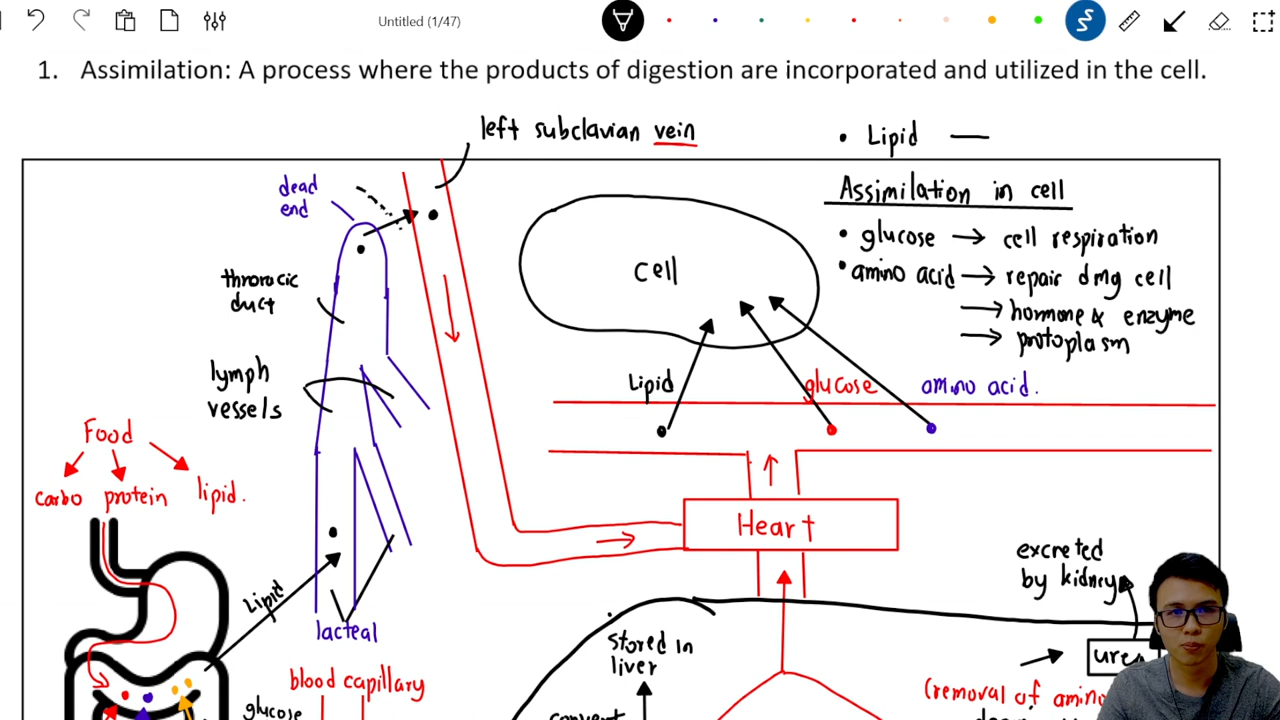 Untitled (1/47)
1. Assimilation: A process where the products of digestion are incorporated and utilized in the cell.
left subclavian vein
• Lipid —
Assimilation in cell
• glucose → cell respiration
• amino acid → repair dmg cell
→ hormone & enzyme
→ protoplasm
dead
end
thoracic
duct
cell
lymph
vessels
Lipid
glucose
amino acid.
Food
carbo protein lipid.
Heart
Lipid
lacteal
excreted
by kidney
stored in
liver
urea
blood capillary
glucose
(removal of amino
convert